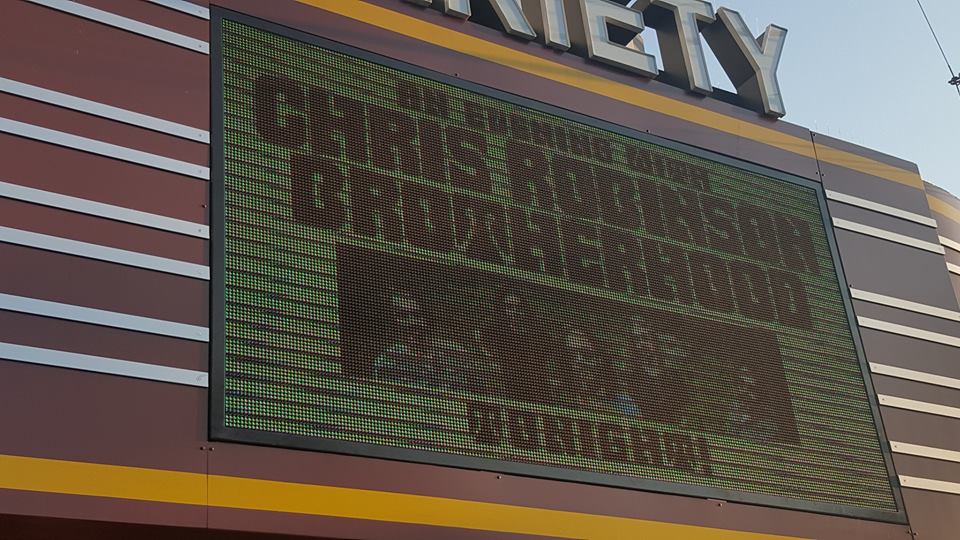 RIETY
AN EVENING WITH
CHRIS ROBINSON
BROTHERHOOD
TONIGHT!